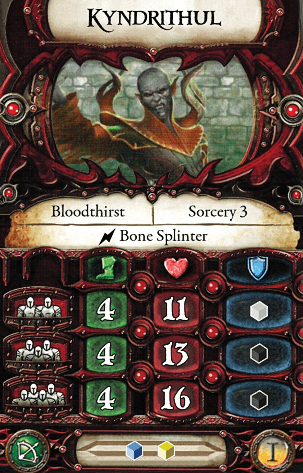 Kyndrithul
Bloodthirst
Sorcery 3
Bone Splinter
4 11
4 13
4 16
I